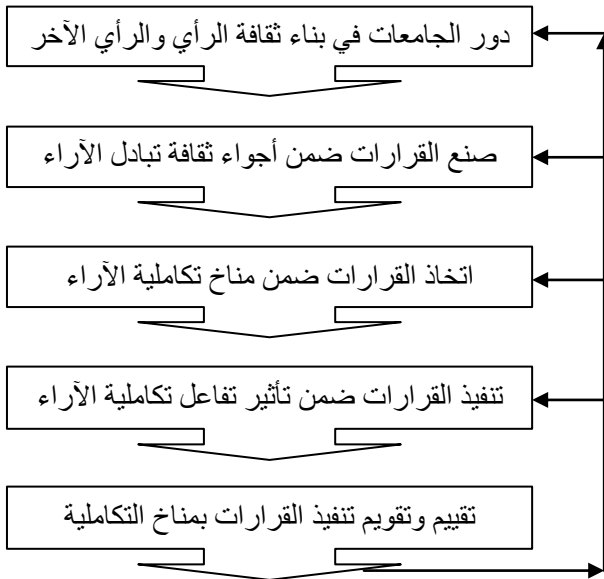 دور الجامعات في بناء ثقافة الرأي والرأي الآخر
صنع القرارات ضمن أجواء ثقافة تبادل الآراء
اتخاذ القرارات ضمن مناخ تكاملية الآراء
تنفيذ القرارات ضمن تأثير تفاعل تكاملية الآراء
تقييم وتقويم تنفيذ القرارات بمناخ التكاملية